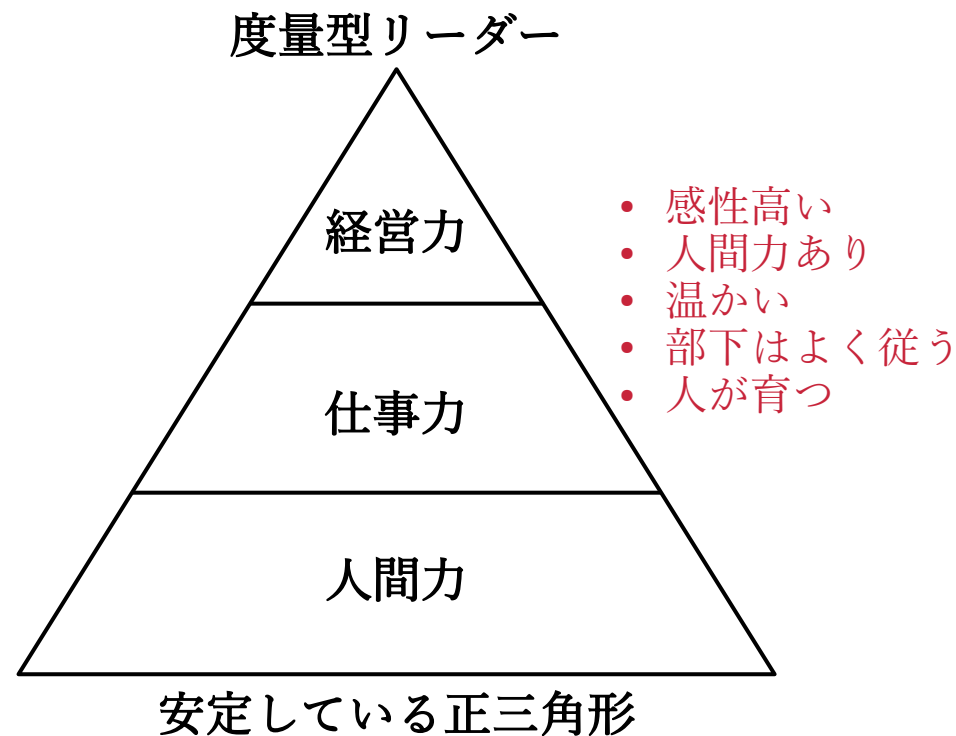 度量型リーダー
経営力
仕事力
人間力
安定している正三角形
• 感性高い
• 人間力あり
• 温かい
• 部下はよく従う
• 人が育つ